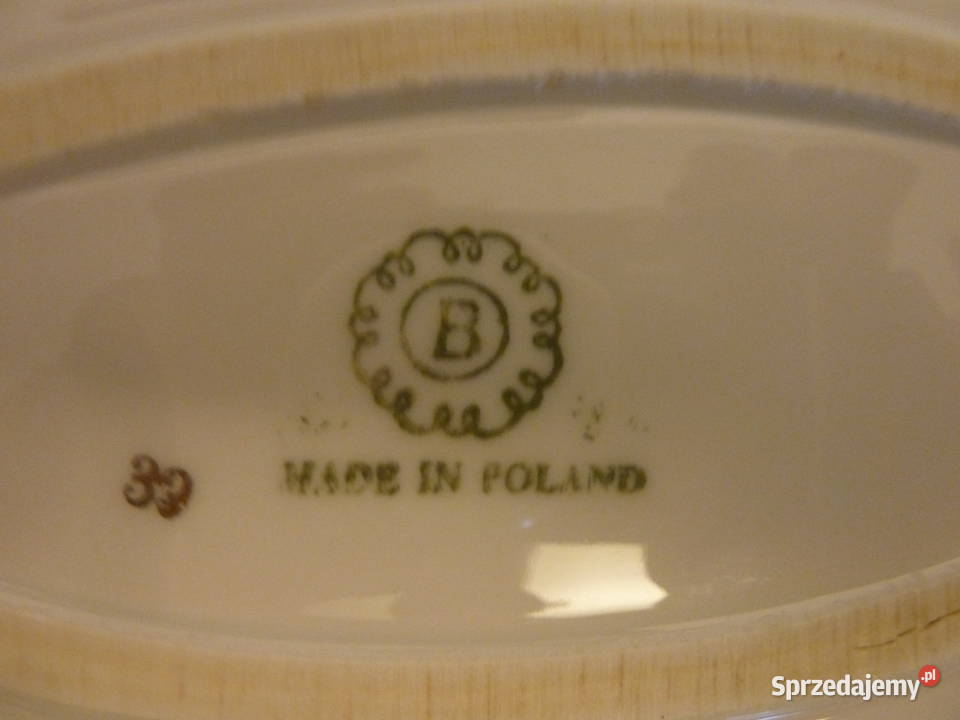 B
MADE IN POLAND
39
Sprzedajemy.pl